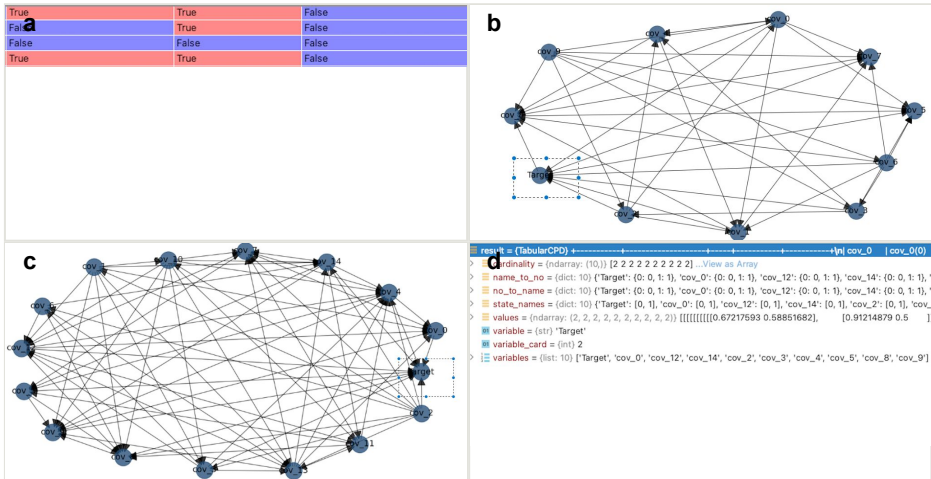 a
True True False
False True False
False False False
True True False
b
cov_0
cov_9
cov_7
cov_5
cov_6
Target
cov_3
c
cov_10
cov_14
cov_4
cov_0
Target
cov_2
cov_11
d
result = {TabularCPD} +
\n| cov_0 | cov_0(0)
cardinality = {ndarray: (10,)} [2 2 2 2 2 2 2 2 2 2] ...View as Array
name_to_no = {dict: 10} {'Target': {0: 0, 1: 1}, 'cov_0': {0: 0, 1: 1}, 'cov_12': {0: 0, 1: 1}, 'cov_14': {0: 0, 1: 1}, '
no_to_name = {dict: 10} {'Target': {0: 0, 1: 1}, 'cov_0': {0: 0, 1: 1}, 'cov_12': {0: 0, 1: 1}, 'cov_14': {0: 0, 1: 1}, '
state_names = {dict: 10} {'Target': [0, 1], 'cov_0': [0, 1], 'cov_12': [0, 1], 'cov_14': [0, 1], 'cov_2': [0, 1], 'cov_
values = {ndarray: (2, 2, 2, 2, 2, 2, 2, 2, 2, 2)} [[[[[[[[[[0.67217593 0.58851682], [0.91214879 0.5 ]
variable = {str} 'Target'
variable_card = {int} 2
variables = {list: 10} ['Target', 'cov_0', 'cov_12', 'cov_14', 'cov_2', 'cov_3', 'cov_4', 'cov_5', 'cov_8', 'cov_9']